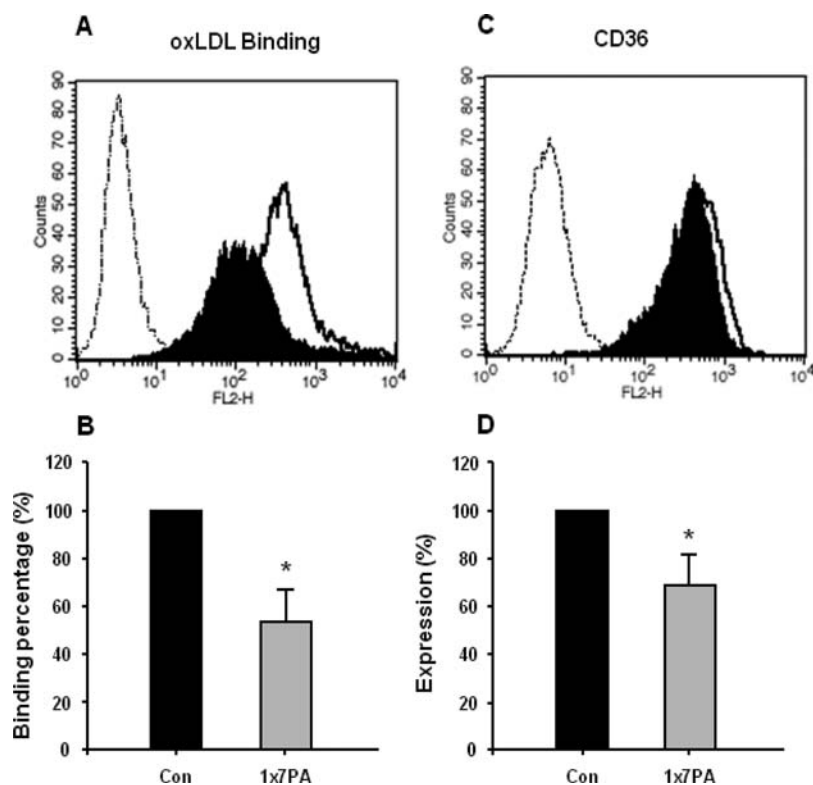 A
oxLDL Binding
90
80
70
60
50
40
30
20
10
0
Counts
10^0 10^1 10^2 10^3 10^4
FL2-H
C
CD36
90
80
70
60
50
40
30
20
10
0
Counts
10^0 10^1 10^2 10^3 10^4
FL2-H
B
120
100
80
60
40
20
0
Binding percentage (%)
*
Con 1x7PA
D
120
100
80
60
40
20
0
Expression (%)
*
Con 1x7PA